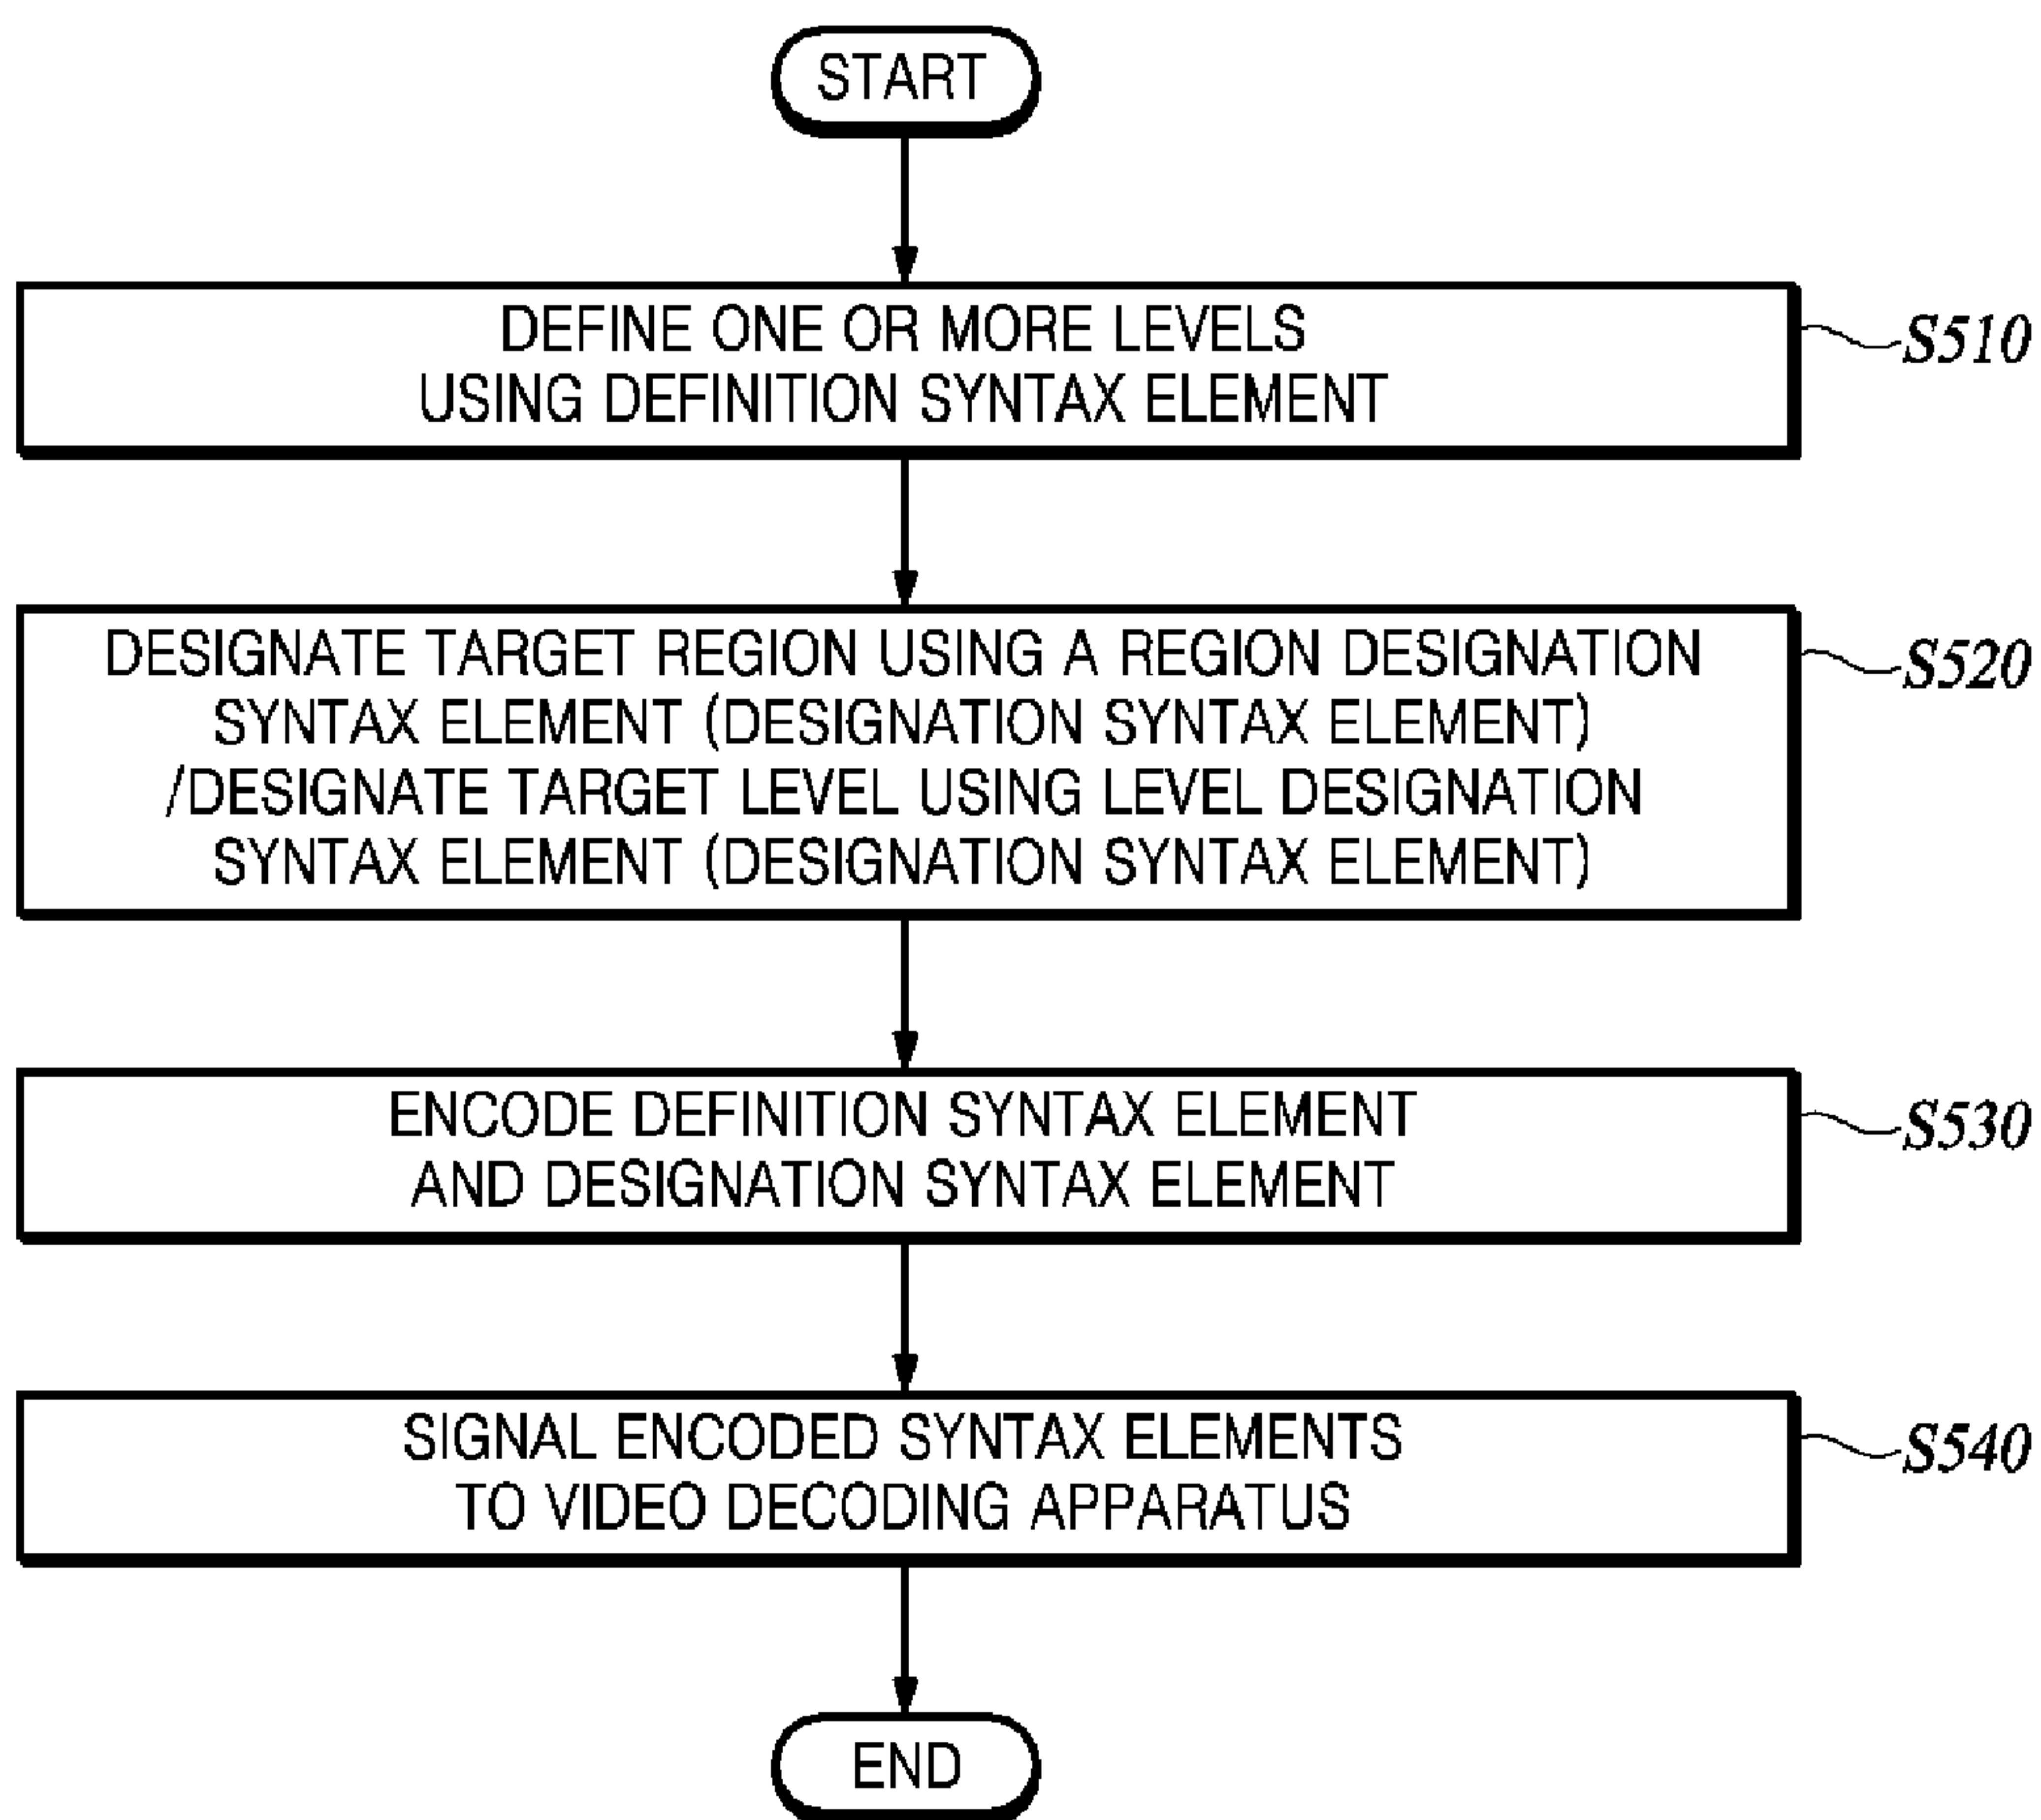 START
DEFINE ONE OR MORE LEVELS
USING DEFINITION SYNTAX ELEMENT
S510
DESIGNATE TARGET REGION USING A REGION DESIGNATION
SYNTAX ELEMENT (DESIGNATION SYNTAX ELEMENT)
/DESIGNATE TARGET LEVEL USING LEVEL DESIGNATION
SYNTAX ELEMENT (DESIGNATION SYNTAX ELEMENT)
S520
ENCODE DEFINITION SYNTAX ELEMENT
AND DESIGNATION SYNTAX ELEMENT
S530
SIGNAL ENCODED SYNTAX ELEMENTS
TO VIDEO DECODING APPARATUS
S540
END